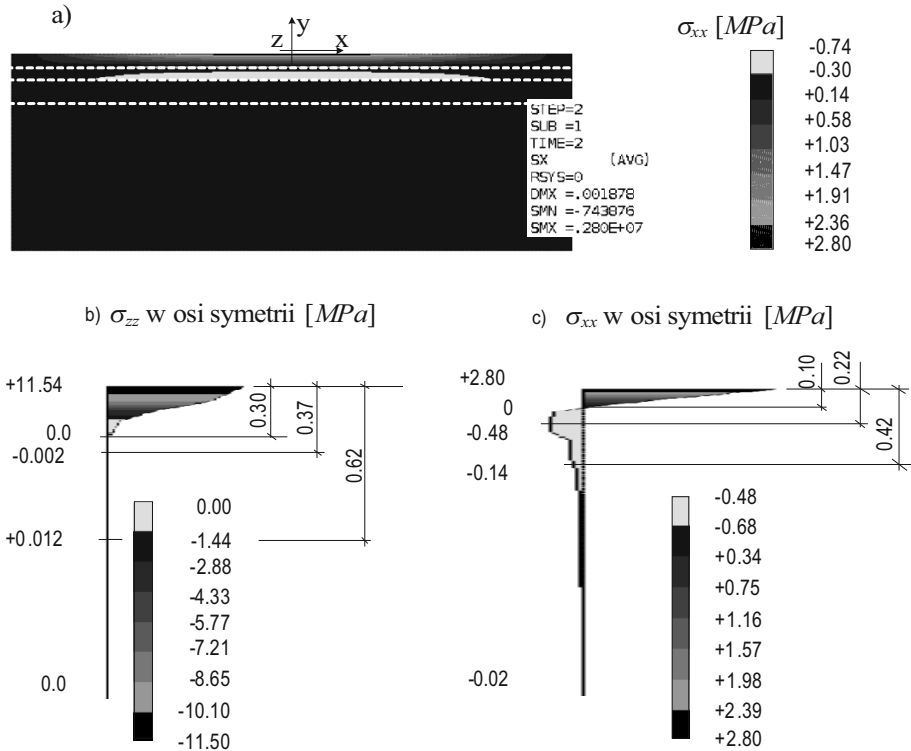 a)
y
z
x
STEP=2
SUB =1
TIME=2
SX (AVG)
RSYS=0
DMX =.001878
SMN =-743876
SMX =.280E+07
σxx [MPa]
-0.74
-0.30
+0.14
+0.58
+1.03
+1.47
+1.91
+2.36
+2.80
b) σzz w osi symetrii [MPa]
+11.54
0.0
-0.002
+0.012
0.0
0.30
0.37
0.62
0.00
-1.44
-2.88
-4.33
-5.77
-7.21
-8.65
-10.10
-11.50
c) σxx w osi symetrii [MPa]
+2.80
0
-0.48
-0.14
-0.02
0.10
0.22
0.42
-0.48
-0.68
+0.34
+0.75
+1.16
+1.57
+1.98
+2.39
+2.80